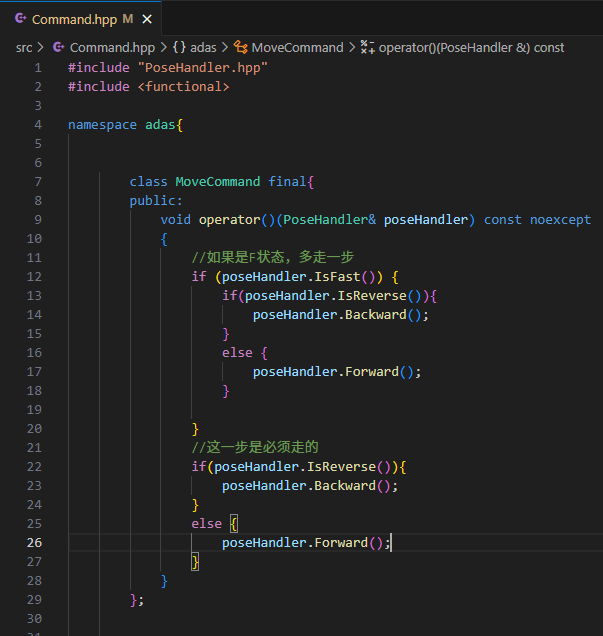 Command.hpp M ×
src > Command.hpp > {} adas > MoveCommand > operator()(PoseHandler &) const
1 #include "PoseHandler.hpp"
2 #include <functional>
3
4 namespace adas{
5
6
7 class MoveCommand final{
8 public:
9 void operator()(PoseHandler& poseHandler) const noexcept
10 {
11 //如果是F状态，多走一步
12 if (poseHandler.IsFast()) {
13 if(poseHandler.IsReverse()){
14 poseHandler.Backward();
15 }
16 else {
17 poseHandler.Forward();
18 }
19
20 }
21 //这一步是必须走的
22 if(poseHandler.IsReverse()){
23 poseHandler.Backward();
24 }
25 else {
26 poseHandler.Forward();
27 }
28 }
29 };
30
31